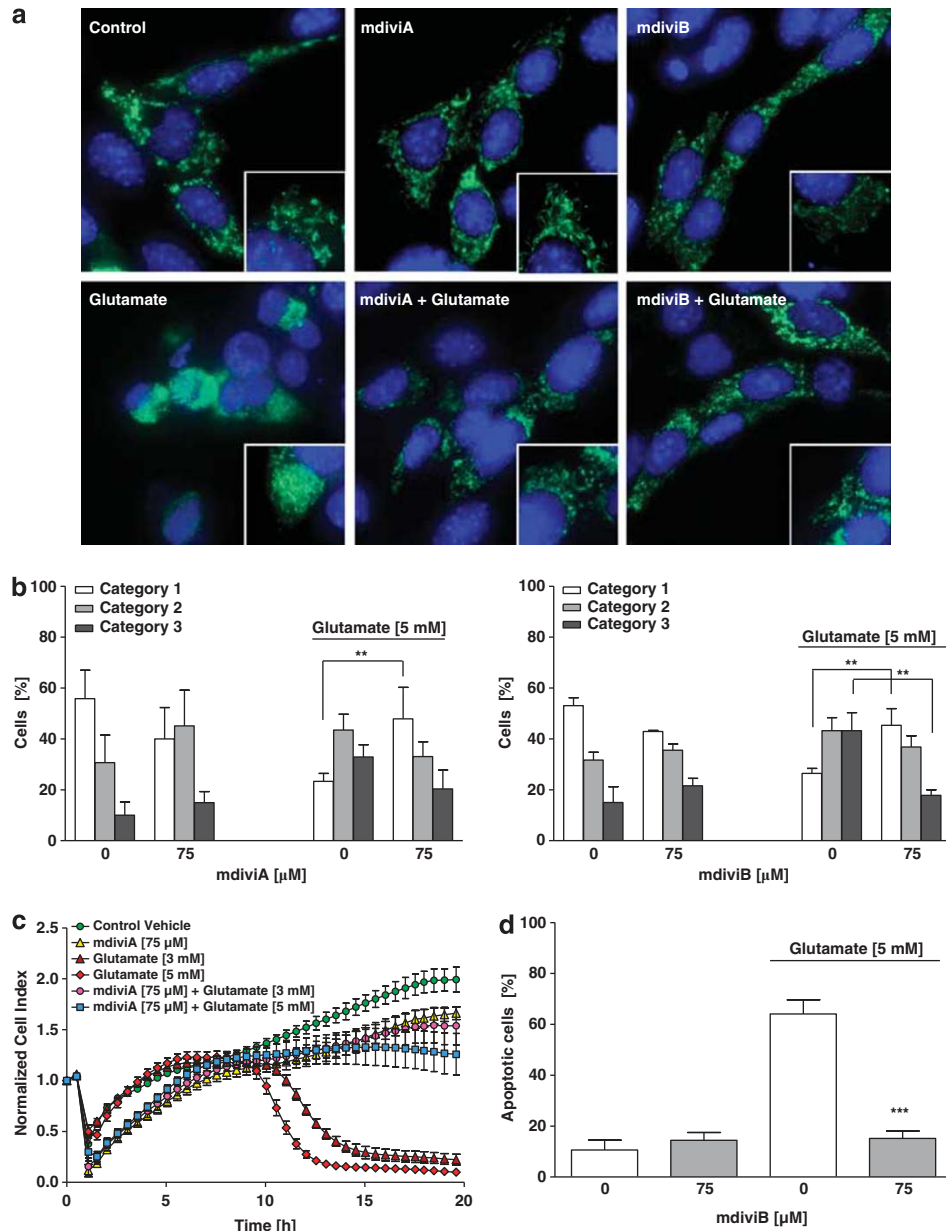 a
Control
mdiviA
mdiviB
Glutamate
mdiviA + Glutamate
mdiviB + Glutamate
b
100
80
60
40
20
0
Cells [%]
Category 1
Category 2
Category 3
Glutamate [5 mM]
**
0
75
0
75
mdiviA [µM]
100
80
60
40
20
0
Cells [%]
Category 1
Category 2
Category 3
Glutamate [5 mM]
**
**
0
75
0
75
mdiviB [µM]
c
2.5
2.0
1.5
1.0
0.5
0.0
Normalized Cell Index
Control Vehicle
mdiviA [75 µM]
Glutamate [3 mM]
Glutamate [5 mM]
mdiviA [75 µM] + Glutamate [3 mM]
mdiviA [75 µM] + Glutamate [5 mM]
0
5
10
15
20
Time [h]
d
100
80
60
40
20
0
Apoptotic cells [%]
Glutamate [5 mM]
***
0
75
0
75
mdiviB [µM]